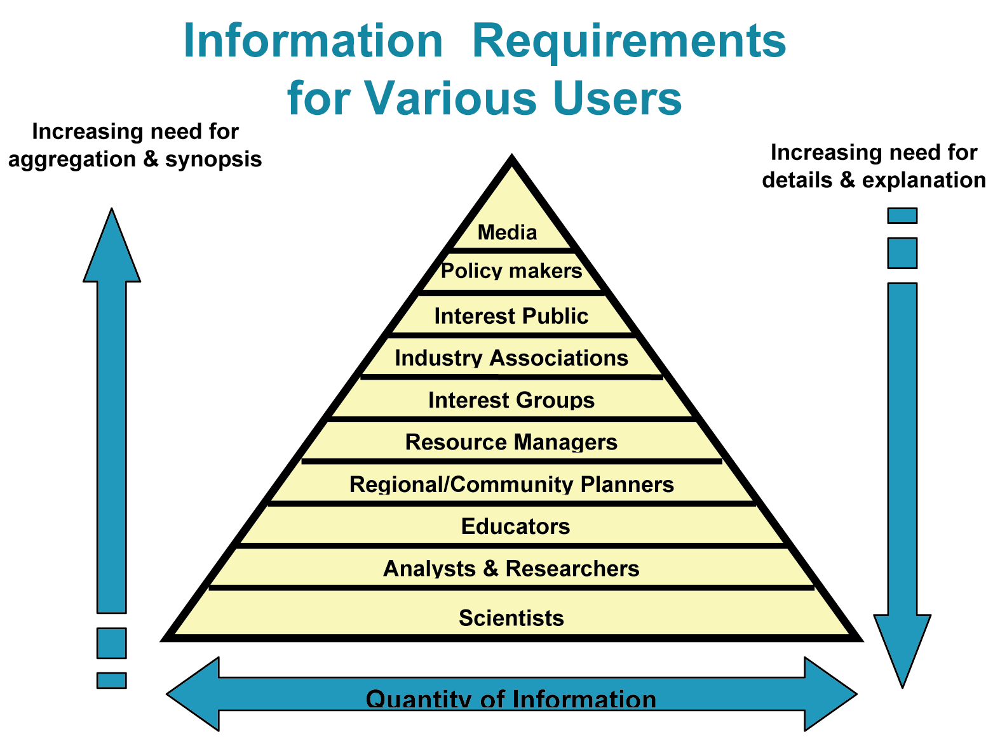 Information Requirements
for Various Users
Increasing need for
aggregation & synopsis
Increasing need for
details & explanation
Media
Policy makers
Interest Public
Industry Associations
Interest Groups
Resource Managers
Regional/Community Planners
Educators
Analysts & Researchers
Scientists
Quantity of Information